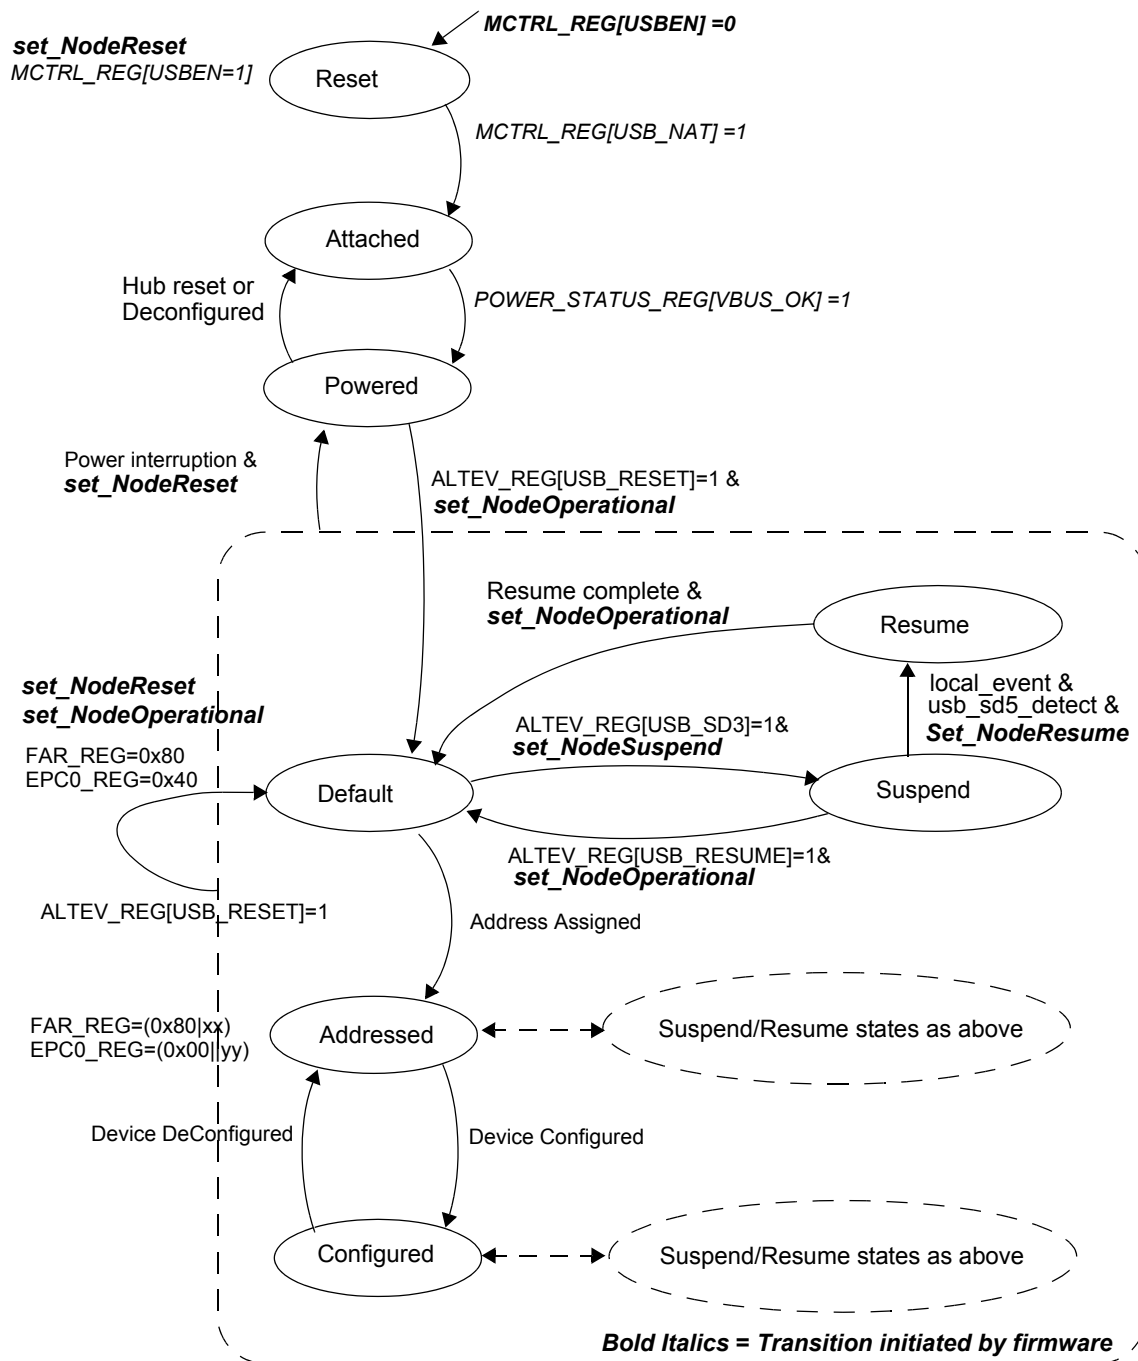 MCTRL_REG[USBEN] =0
set_NodeReset
MCTRL_REG[USBEN=1]
Reset
MCTRL_REG[USB_NAT] =1
Attached
Hub reset or
Deconfigured
POWER_STATUS_REG[VBUS_OK] =1
Powered
Power interruption &
set_NodeReset
ALTEV_REG[USB_RESET]=1 &
set_NodeOperational
Resume complete &
set_NodeOperational
Resume
local_event &
usb_sd5_detect &
Set_NodeResume
set_NodeReset
set_NodeOperational
FAR_REG=0x80
EPC0_REG=0x40
ALTEV_REG[USB_SD3]=1&
set_NodeSuspend
Default
Suspend
ALTEV_REG[USB_RESUME]=1&
set_NodeOperational
ALTEV_REG[USB_RESET]=1
Address Assigned
FAR_REG=(0x80|xx)
EPC0_REG=(0x00||yy)
Addressed
Suspend/Resume states as above
Device DeConfigured
Device Configured
Configured
Suspend/Resume states as above
Bold Italics = Transition initiated by firmware